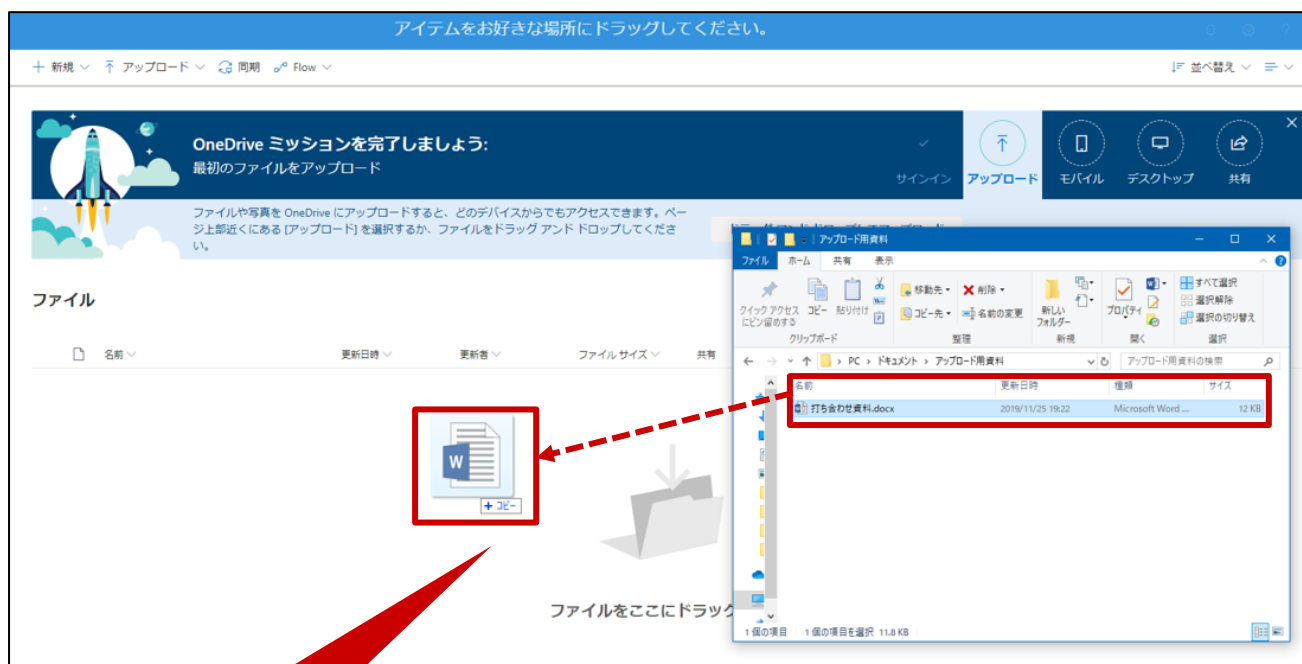 アイテムをお好きな場所にドラッグしてください。
新規 アップロード 同期 Flow 並べ替え
OneDrive ミッションを完了しましょう:
最初のファイルをアップロード
サインイン アップロード モバイル デスクトップ 共有
ファイルや写真を OneDrive にアップロードすると、どのデバイスからでもアクセスできます。ペー
ジ上部近くにある [アップロード] を選択するか、ファイルをドラッグ アンド ドロップしてくださ
い。
ファイル
名前 更新日時 更新者 ファイル サイズ 共有
W
+ コピー
ファイルをここにドラッグ
アップロード用資料
ファイル ホーム 共有 表示
クイック アクセス
にピン留めする
コピー 貼り付け
移動先 削除
コピー先 名前の変更
新しい
フォルダー
プロパティ
すべて選択
選択解除
選択の切り替え
クリップボード 整理 新規 開く 選択
PC › ドキュメント › アップロード用資料 アップロード用資料の検索
名前 更新日時 種類 サイズ
打ち合わせ資料.docx 2019/11/25 19:22 Microsoft Word ... 12 KB
1 個の項目 1 個の項目を選択 11.8 KB